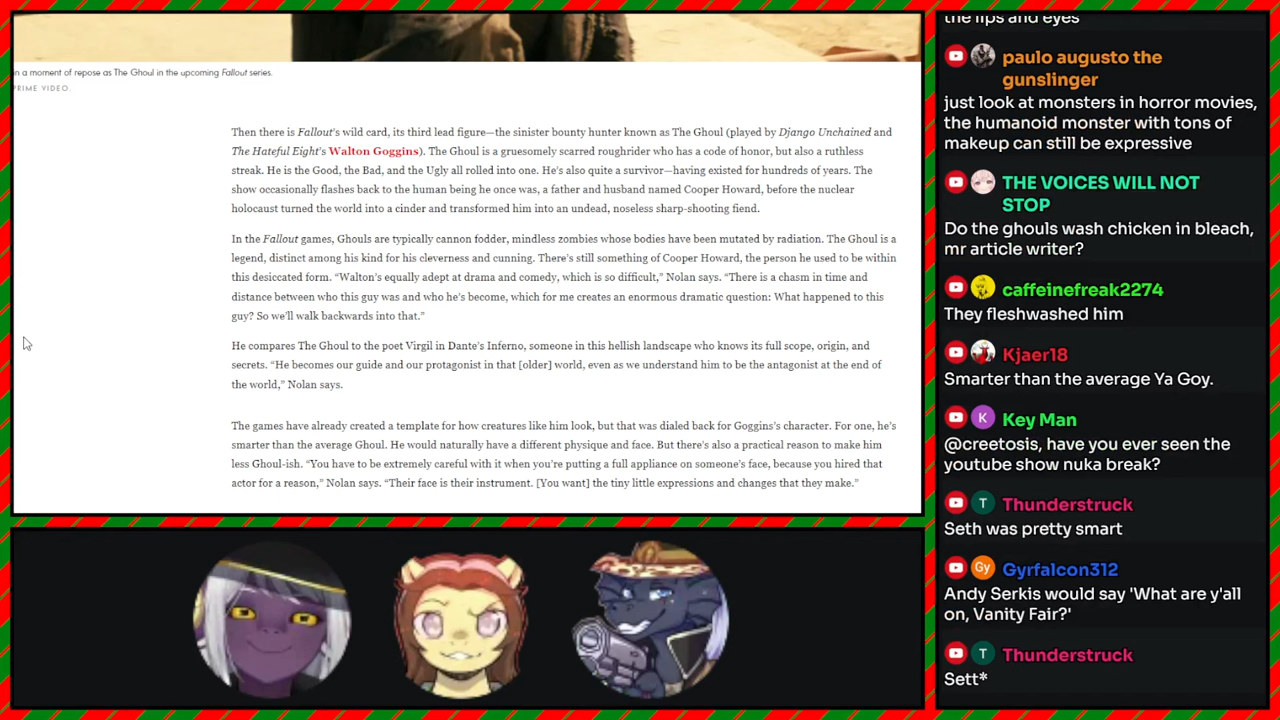 n a moment of repose as The Ghoul in the upcoming Fallout series.
PRIME VIDEO.
Then there is Fallout's wild card, its third lead figure—the sinister bounty hunter known as The Ghoul (played by Django Unchained and
The Hateful Eight's Walton Goggins). The Ghoul is a gruesomely scarred roughrider who has a code of honor, but also a ruthless
streak. He is the Good, the Bad, and the Ugly all rolled into one. He's also quite a survivor—having existed for hundreds of years. The
show occasionally flashes back to the human being he once was, a father and husband named Cooper Howard, before the nuclear
holocaust turned the world into a cinder and transformed him into an undead, noseless sharp-shooting fiend.
In the Fallout games, Ghouls are typically cannon fodder, mindless zombies whose bodies have been mutated by radiation. The Ghoul is a
legend, distinct among his kind for his cleverness and cunning. There's still something of Cooper Howard, the person he used to be within
this desiccated form. “Walton's equally adept at drama and comedy, which is so difficult,” Nolan says. “There is a chasm in time and
distance between who this guy was and who he's become, which for me creates an enormous dramatic question: What happened to this
guy? So we'll walk backwards into that.”
He compares The Ghoul to the poet Virgil in Dante's Inferno, someone in this hellish landscape who knows its full scope, origin, and
secrets. “He becomes our guide and our protagonist in that [older] world, even as we understand him to be the antagonist at the end of
the world,” Nolan says.
The games have already created a template for how creatures like him look, but that was dialed back for Goggins's character. For one, he's
smarter than the average Ghoul. He would naturally have a different physique and face. But there's also a practical reason to make him
less Ghoul-ish. “You have to be extremely careful with it when you're putting a full appliance on someone's face, because you hired that
actor for a reason,” Nolan says. “Their face is their instrument. [You want] the tiny little expressions and changes that they make.”
the lips and eyes
paulo augusto the
gunslinger
just look at monsters in horror movies,
the humanoid monster with tons of
makeup can still be expressive
THE VOICES WILL NOT
STOP
Do the ghouls wash chicken in bleach,
mr article writer?
caffeinefreak2274
They fleshwashed him
Kjaer18
Smarter than the average Ya Goy.
K
Key Man
@creetosis, have you ever seen the
youtube show nuka break?
T
Thunderstruck
Seth was pretty smart
Gy
Gyrfalcon312
Andy Serkis would say 'What are y'all
on, Vanity Fair?'
T
Thunderstruck
Sett*